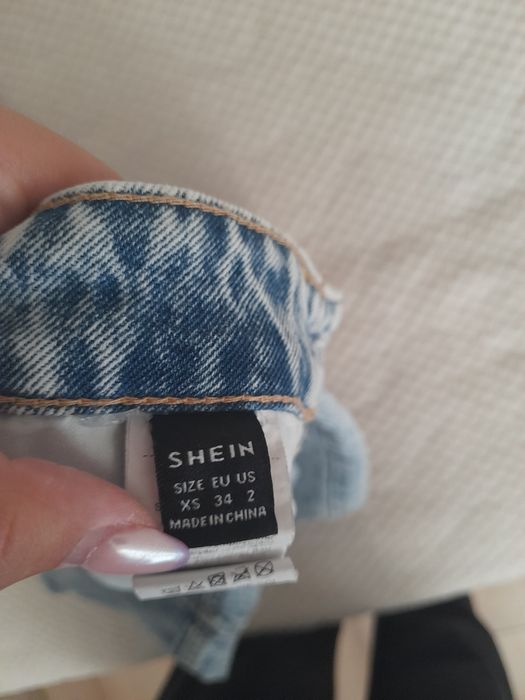 SHEIN
SIZE EU US
XS 34 2
MADE IN CHINA